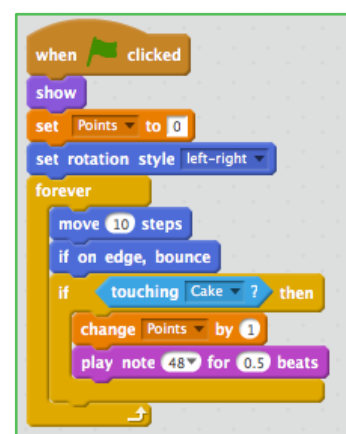 when clicked
show
set Points to 0
set rotation style left-right
forever
move 10 steps
if on edge, bounce
if touching Cake ? then
change Points by 1
play note 48 for 0.5 beats